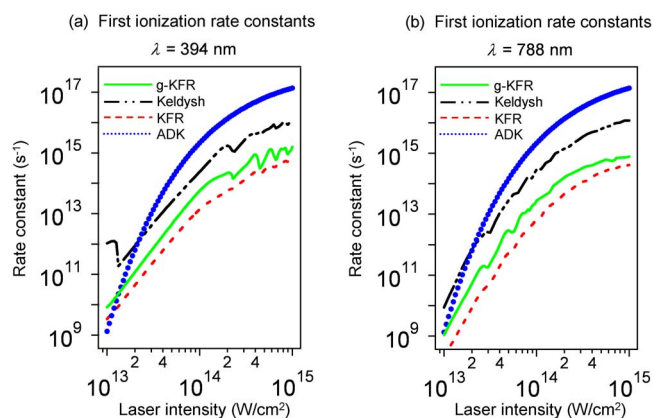 (a) First ionization rate constants
λ = 394 nm
Rate constant (s⁻¹)
10¹⁷
10¹⁵
10¹³
10¹¹
10⁹
g-KFR
Keldysh
KFR
ADK
2 4 2 4
10¹³ 10¹⁴ 10¹⁵
Laser intensity (W/cm²)
(b) First ionization rate constants
λ = 788 nm
Rate constant (s⁻¹)
10¹⁷
10¹⁵
10¹³
10¹¹
10⁹
g-KFR
Keldysh
KFR
ADK
2 4 2 4
10¹³ 10¹⁴ 10¹⁵
Laser intensity (W/cm²)